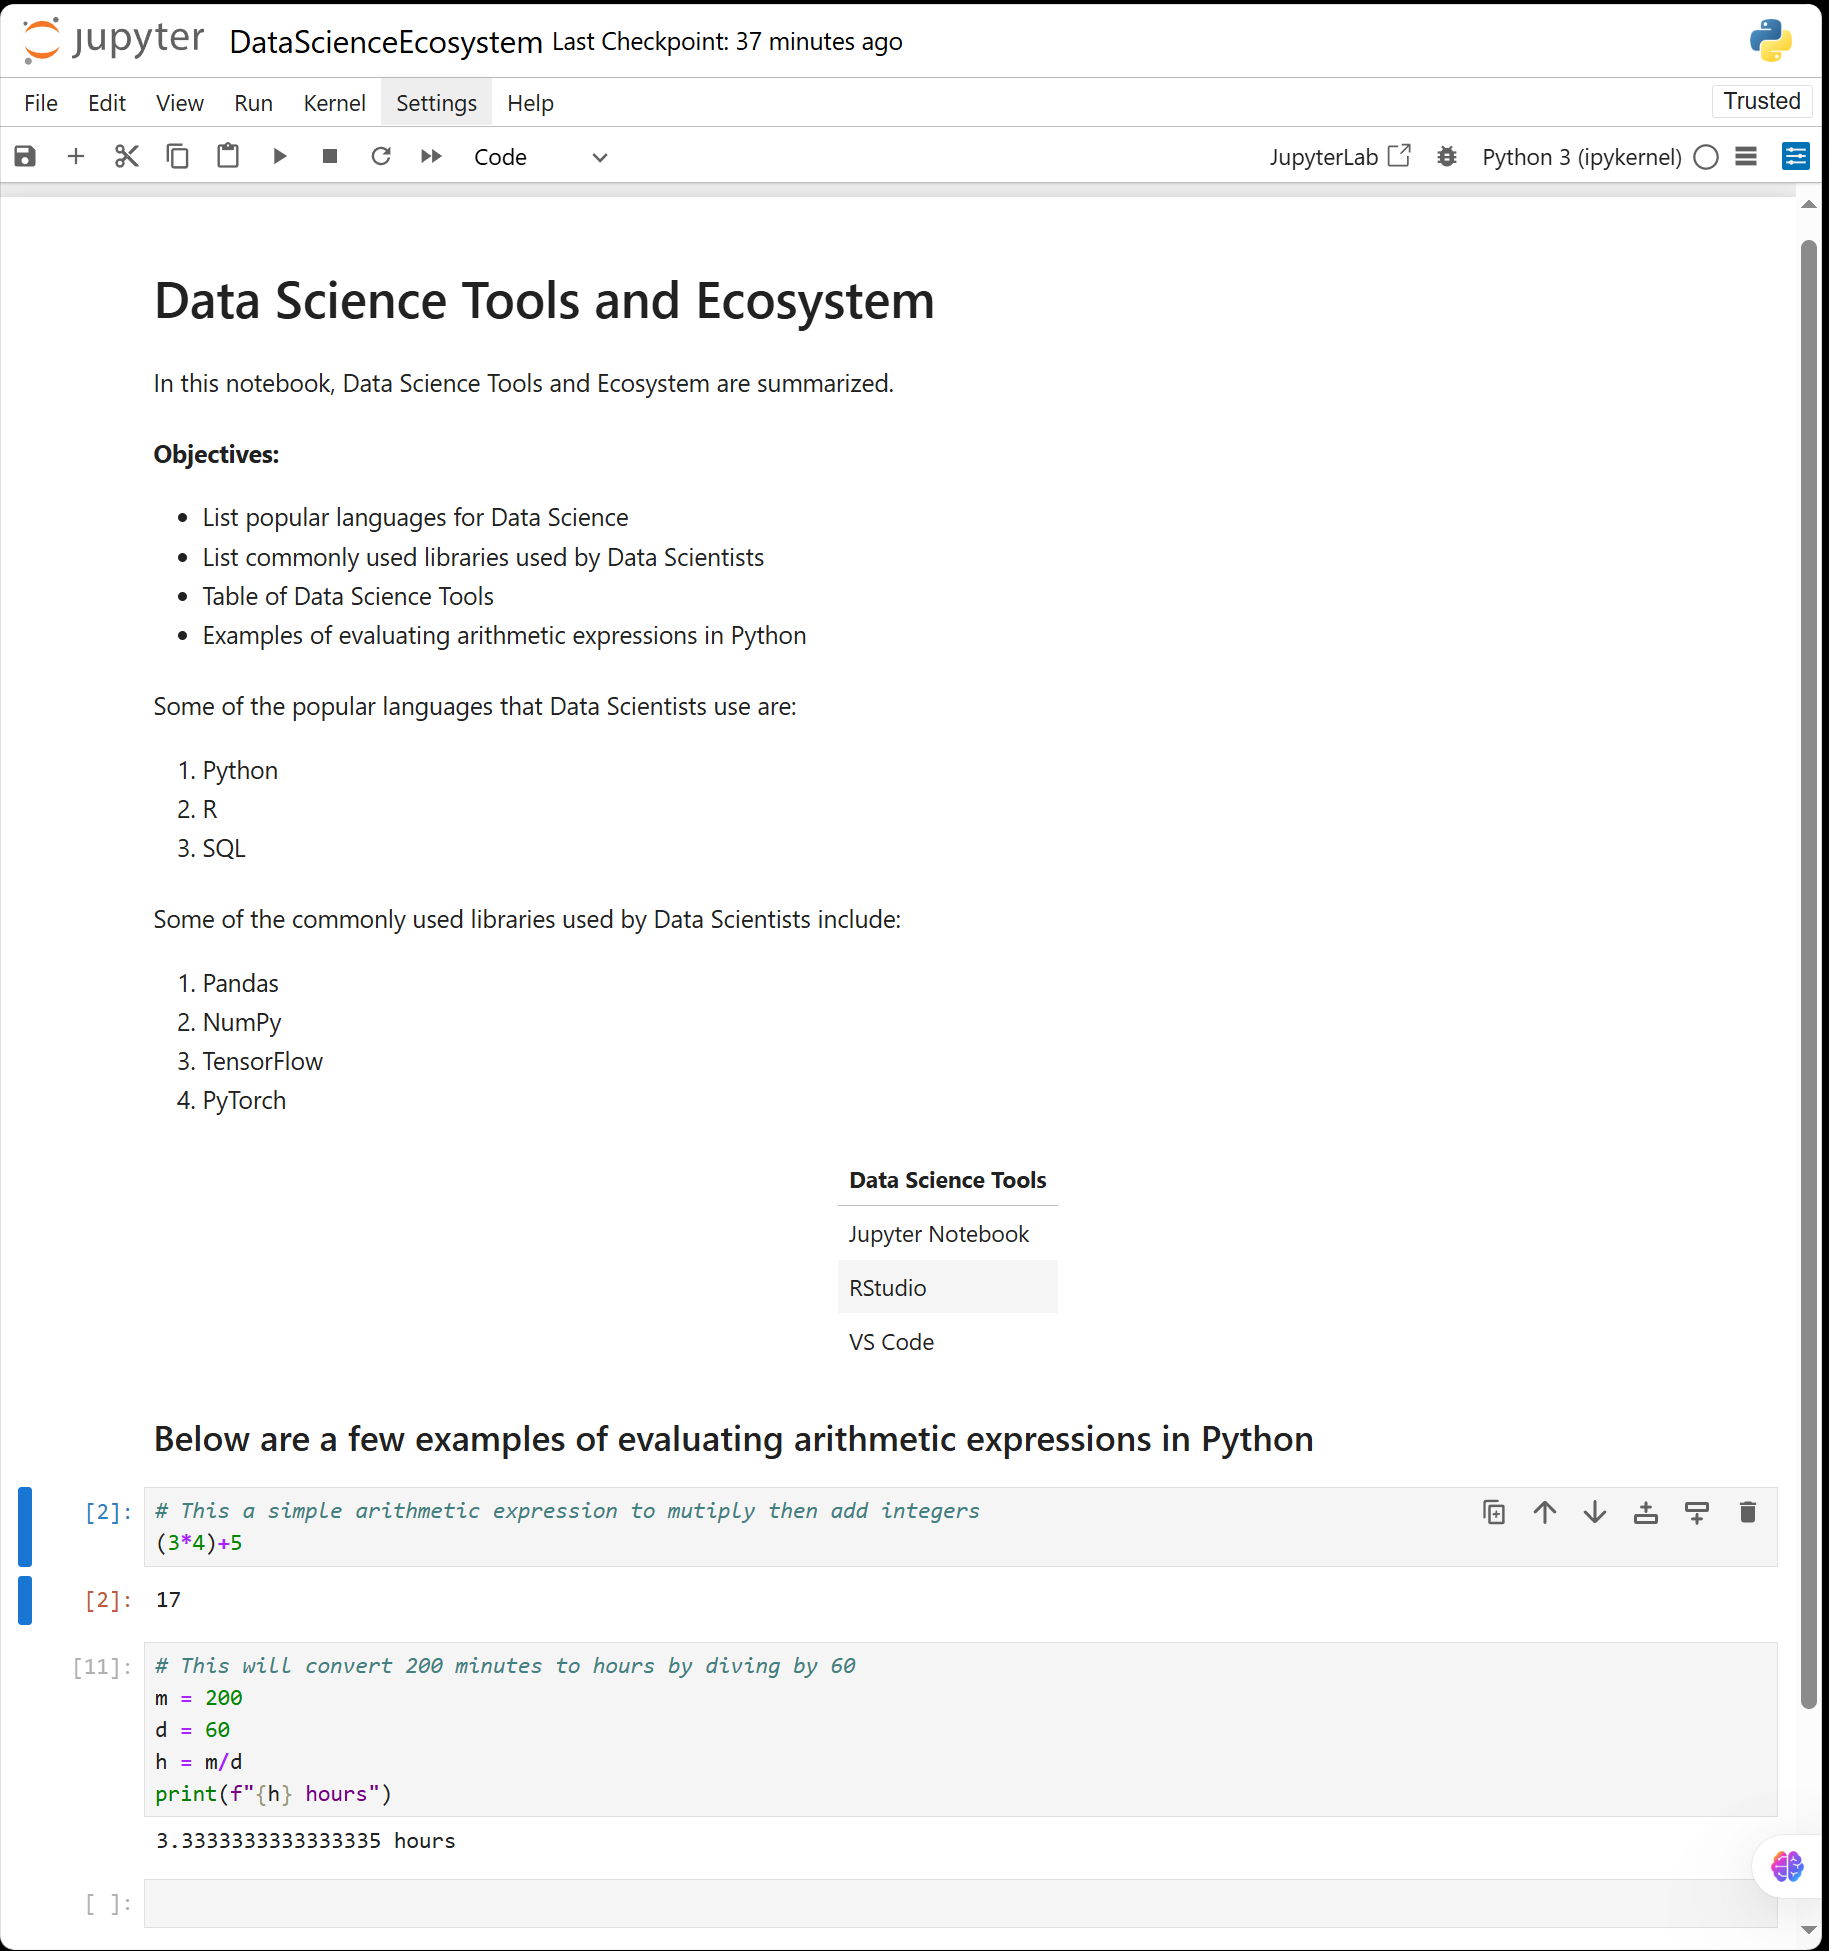 jupyter DataScienceEcosystem Last Checkpoint: 37 minutes ago
File Edit View Run Kernel Settings Help Trusted
Code JupyterLab Python 3 (ipykernel)
Data Science Tools and Ecosystem
In this notebook, Data Science Tools and Ecosystem are summarized.
Objectives:
• List popular languages for Data Science
• List commonly used libraries used by Data Scientists
• Table of Data Science Tools
• Examples of evaluating arithmetic expressions in Python
Some of the popular languages that Data Scientists use are:
1. Python
2. R
3. SQL
Some of the commonly used libraries used by Data Scientists include:
1. Pandas
2. NumPy
3. TensorFlow
4. PyTorch
Data Science Tools
Jupyter Notebook
RStudio
VS Code
Below are a few examples of evaluating arithmetic expressions in Python
[2]: # This a simple arithmetic expression to mutiply then add integers
(3*4)+5
[2]: 17
[11]: # This will convert 200 minutes to hours by diving by 60
m = 200
d = 60
h = m/d
print(f"{h} hours")
3.3333333333333335 hours
[ ]: